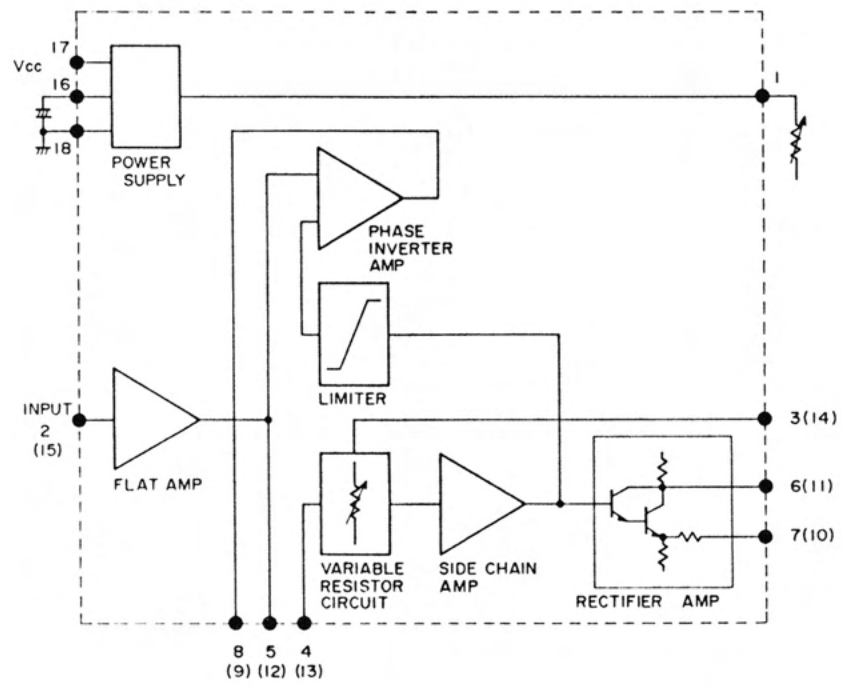 17
Vcc
16
18
POWER
SUPPLY
1
PHASE
INVERTER
AMP
LIMITER
INPUT
2
(15)
FLAT AMP
3(14)
6(11)
7(10)
VARIABLE
RESISTOR
CIRCUIT
SIDE CHAIN
AMP
RECTIFIER AMP
8
(9)
5
(12)
4
(13)